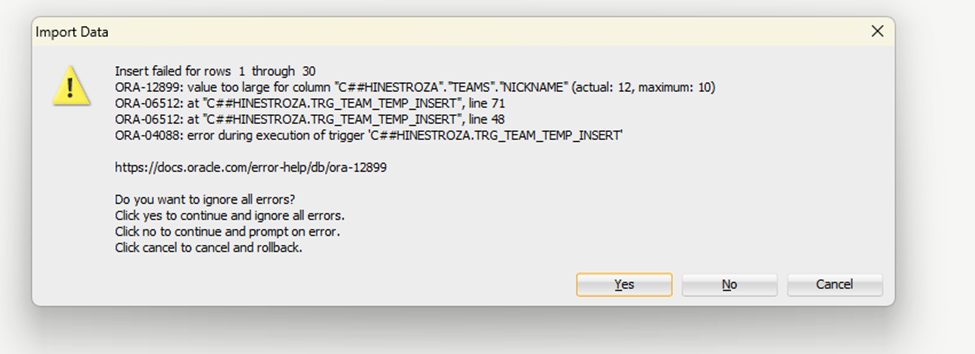 Import Data
Insert failed for rows  1  through  30
ORA-12899: value too large for column "C##HINESTROZA"."TEAMS"."NICKNAME" (actual: 12, maximum: 10)
ORA-06512: at "C##HINESTROZA.TRG_TEAM_TEMP_INSERT", line 71
ORA-06512: at "C##HINESTROZA.TRG_TEAM_TEMP_INSERT", line 48
ORA-04088: error during execution of trigger 'C##HINESTROZA.TRG_TEAM_TEMP_INSERT'
https://docs.oracle.com/error-help/db/ora-12899
Do you want to ignore all errors?
Click yes to continue and ignore all errors.
Click no to continue and prompt on error.
Click cancel to cancel and rollback.
Yes No Cancel